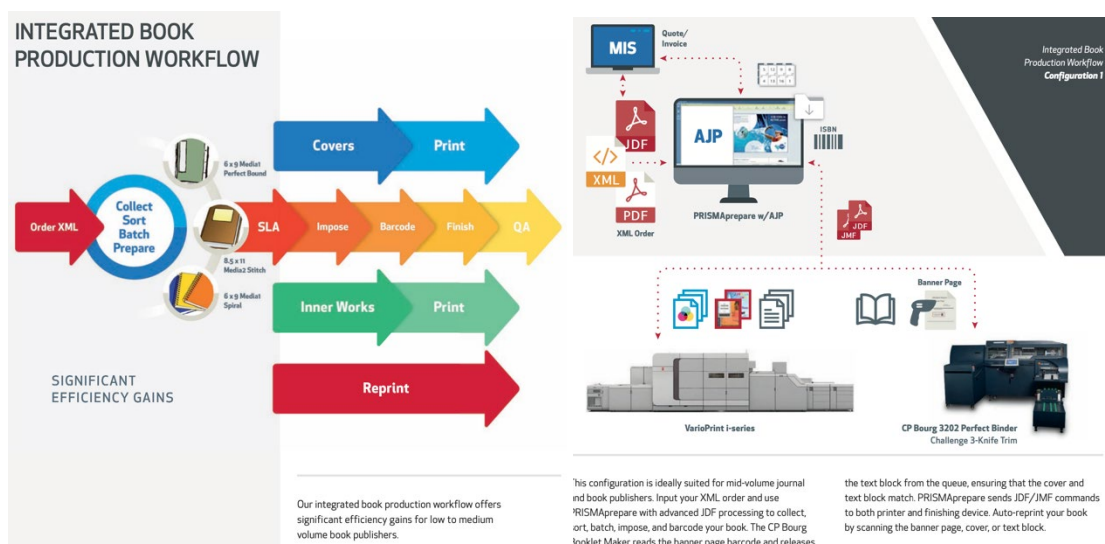 INTEGRATED BOOK
PRODUCTION WORKFLOW
Order XML
Collect
Sort
Batch
Prepare
6 x 9 Media1
Perfect Bound
8.5 x 11
Media2 Stitch
6 x 9 Media1
Spiral
Covers
Print
SLA
Impose
Barcode
Finish
QA
Inner Works
Print
Reprint
SIGNIFICANT
EFFICIENCY GAINS
Our integrated book production workflow offers
significant efficiency gains for low to medium
volume book publishers.
MIS
Quote/
Invoice
Integrated Book
Production Workflow
Configuration 1
JDF
</>
XML
PDF
XML Order
AJP
ISBN
PRISMAprepare w/AJP
JDF
JMF
Banner Page
VarioPrint i-series
CP Bourg 3202 Perfect Binder
Challenge 3-Knife Trim
his configuration is ideally suited for mid-volume journal
and book publishers. Input your XML order and use
PRISMAprepare with advanced JDF processing to collect,
sort, batch, impose, and barcode your book. The CP Bourg
Booklet Maker reads the banner page barcode and releases
the text block from the queue, ensuring that the cover and
text block match. PRISMAprepare sends JDF/JMF commands
to both printer and finishing device. Auto-reprint your book
by scanning the banner page, cover, or text block.